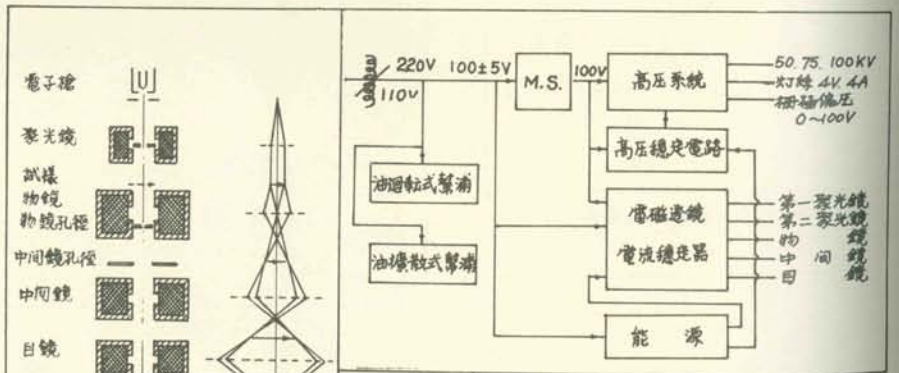 電子槍
聚光鏡
試樣
物鏡
物鏡孔徑
中间鏡孔徑
中间鏡
目鏡
220V
110V
100±5V
M.S.
100V
高压系統
50.75.100KV
灯絲 4V.4A
栅極偏压
0~100V
高压穩定電路
油迴転式幫浦
油擴散式幫浦
電磁透鏡
電流穩定器
第一聚光鏡
第二聚光鏡
物 鏡
中 间 鏡
目 鏡
能 源